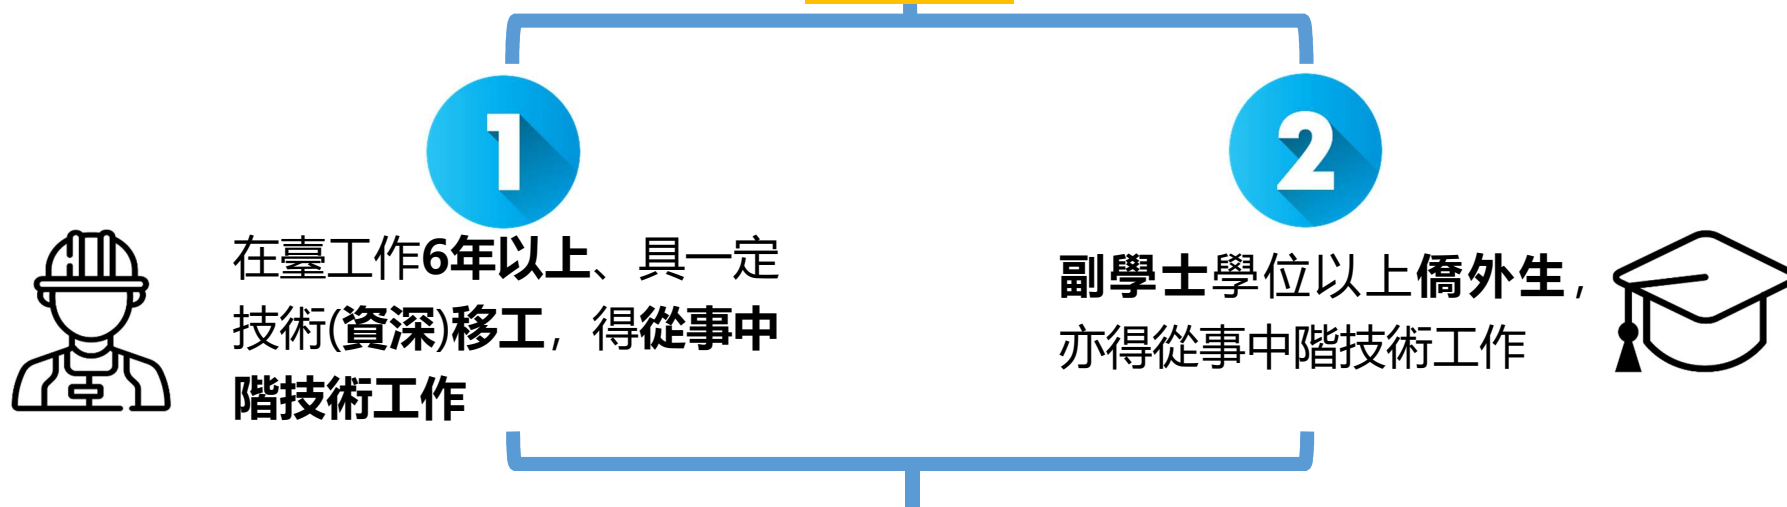 1
在臺工作6年以上、具一定
技術(資深)移工，得從事中
階技術工作
2
副學士學位以上僑外生，
亦得從事中階技術工作